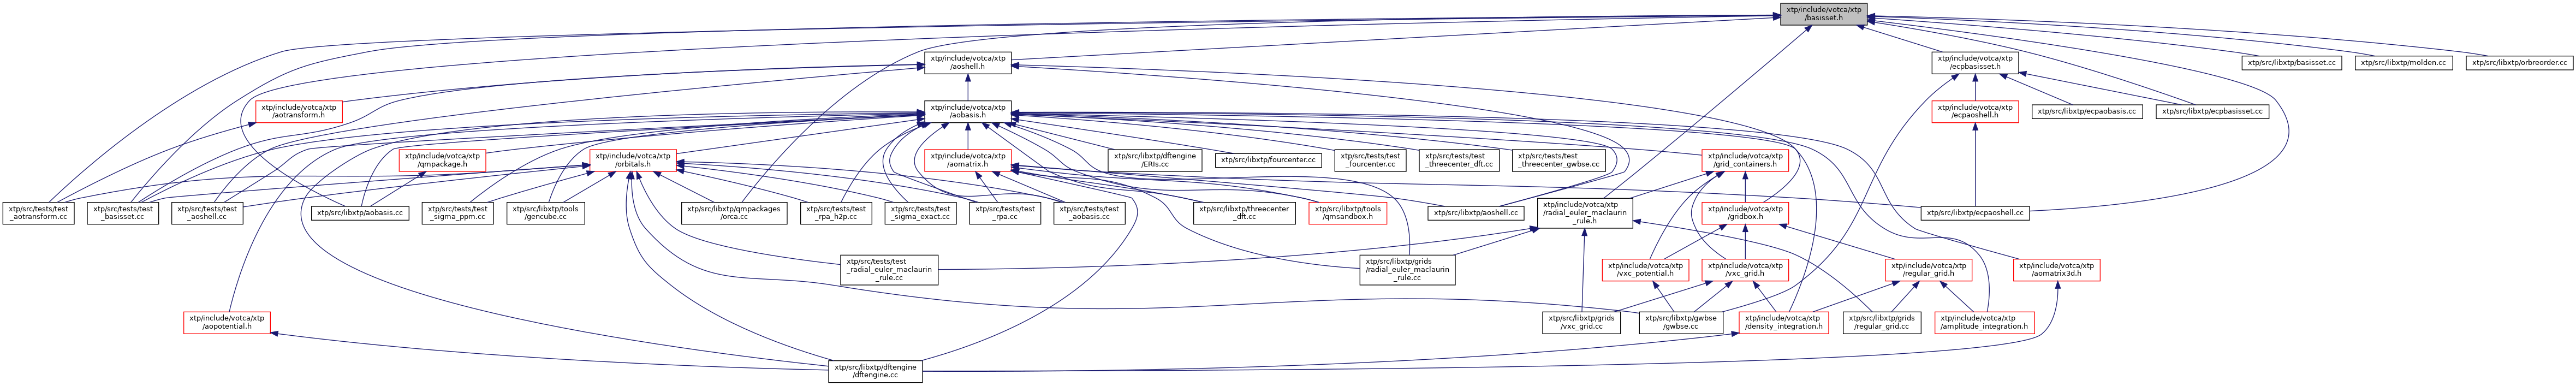 xtp/include/votca/xtp
/basisset.h
xtp/include/votca/xtp
/aoshell.h
xtp/include/votca/xtp
/ecpbasisset.h
xtp/src/libxtp/basisset.cc
xtp/src/libxtp/molden.cc
xtp/src/libxtp/orbreorder.cc
xtp/include/votca/xtp
/aotransform.h
xtp/include/votca/xtp
/aobasis.h
xtp/include/votca/xtp
/ecpaoshell.h
xtp/src/libxtp/ecpaobasis.cc
xtp/src/libxtp/ecpbasisset.cc
xtp/include/votca/xtp
/qmpackage.h
xtp/include/votca/xtp
/orbitals.h
xtp/include/votca/xtp
/aomatrix.h
xtp/src/libxtp/dftengine
/ERIs.cc
xtp/src/libxtp/fourcenter.cc
xtp/src/tests/test
_fourcenter.cc
xtp/src/tests/test
_threecenter_dft.cc
xtp/src/tests/test
_threecenter_gwbse.cc
xtp/include/votca/xtp
/grid_containers.h
xtp/src/tests/test
_aotransform.cc
xtp/src/tests/test
_basisset.cc
xtp/src/tests/test
_aoshell.cc
xtp/src/libxtp/aobasis.cc
xtp/src/tests/test
_sigma_ppm.cc
xtp/src/libxtp/tools
/gencube.cc
xtp/src/libxtp/qmpackages
/orca.cc
xtp/src/tests/test
_rpa_h2p.cc
xtp/src/tests/test
_sigma_exact.cc
xtp/src/tests/test
_rpa.cc
xtp/src/tests/test
_aobasis.cc
xtp/src/libxtp/threecenter
_dft.cc
xtp/src/libxtp/tools
/qmsandbox.h
xtp/src/libxtp/aoshell.cc
xtp/include/votca/xtp
/radial_euler_maclaurin
_rule.h
xtp/include/votca/xtp
/gridbox.h
xtp/src/libxtp/ecpaoshell.cc
xtp/src/tests/test
_radial_euler_maclaurin
_rule.cc
xtp/src/libxtp/grids
/radial_euler_maclaurin
_rule.cc
xtp/include/votca/xtp
/vxc_potential.h
xtp/include/votca/xtp
/vxc_grid.h
xtp/include/votca/xtp
/regular_grid.h
xtp/include/votca/xtp
/aomatrix3d.h
xtp/include/votca/xtp
/aopotential.h
xtp/src/libxtp/grids
/vxc_grid.cc
xtp/src/libxtp/gwbse
/gwbse.cc
xtp/include/votca/xtp
/density_integration.h
xtp/src/libxtp/grids
/regular_grid.cc
xtp/include/votca/xtp
/amplitude_integration.h
xtp/src/libxtp/dftengine
/dftengine.cc